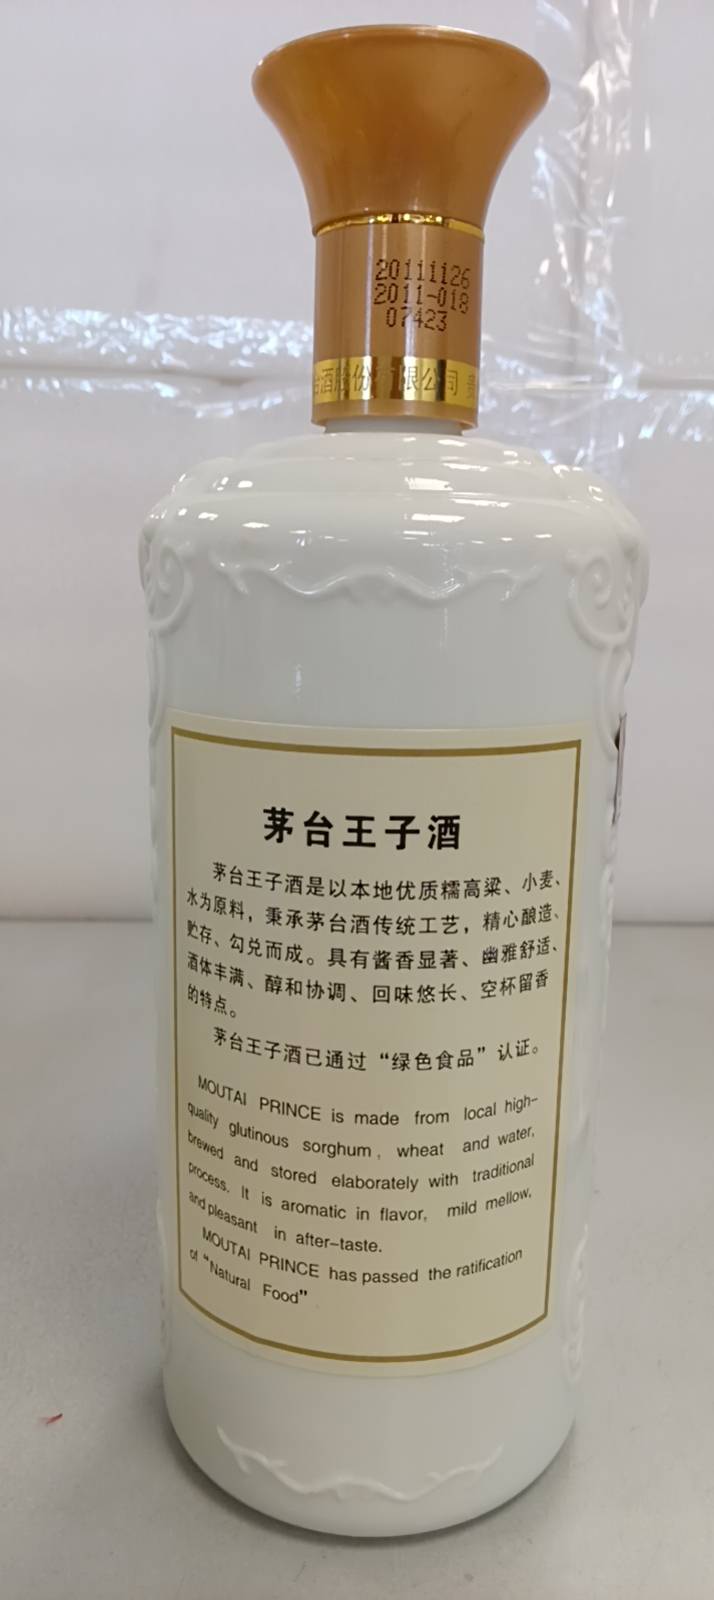 20111126
2011-018
07423
台酒股份有限公司 贵
茅台王子酒
茅台王子酒是以本地优质糯高粱、小麦、
水为原料，秉承茅台酒传统工艺，精心酿造、
贮存、勾兑而成。具有酱香显著、幽雅舒适、
酒体丰满、醇和协调、回味悠长、空杯留香
的特点。
茅台王子酒已通过“绿色食品”认证。
MOUTAI PRINCE is made from local high-
quality glutinous sorghum, wheat and water,
brewed and stored elaborately with traditional
process. It is aromatic in flavor, mild mellow,
and pleasant in after-taste.
MOUTAI PRINCE has passed the ratification
of “Natural Food”